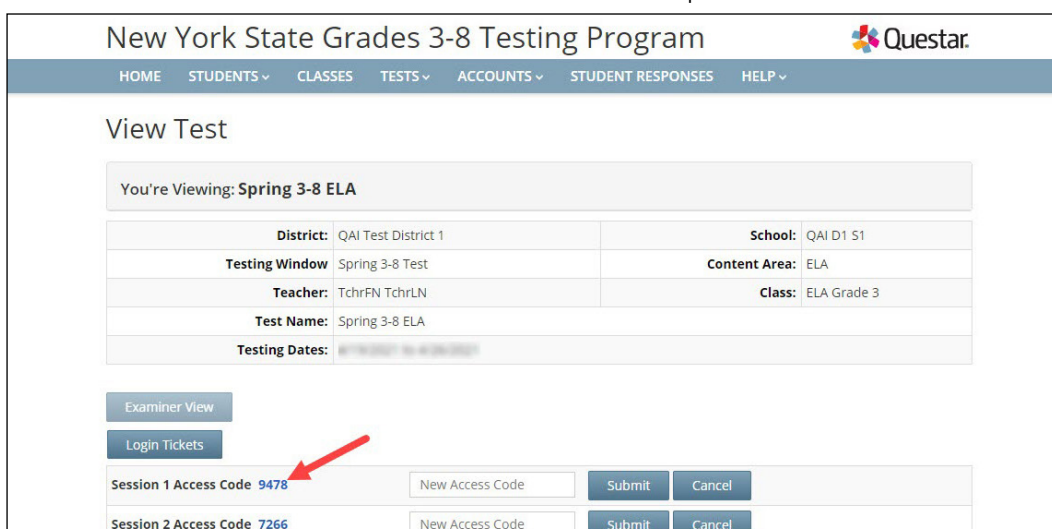 New York State Grades 3-8 Testing Program
Questar.
HOME STUDENTS CLASSES TESTS ACCOUNTS STUDENT RESPONSES HELP
View Test
You're Viewing: Spring 3-8 ELA
District: QAI Test District 1 School: QAI D1 S1
Testing Window Spring 3-8 Test Content Area: ELA
Teacher: TchrFN TchrLN Class: ELA Grade 3
Test Name: Spring 3-8 ELA
Testing Dates:
Examiner View
Login Tickets
Session 1 Access Code 9478 New Access Code Submit Cancel
Session 2 Access Code 7266 New Access Code Submit Cancel